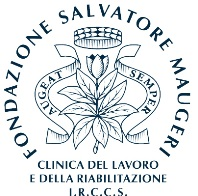 FONDAZIONE SALVATORE MAUGERI
AUGEAT SEMPER
CLINICA DEL LAVORO
E DELLA RIABILITAZIONE
I.R.C.C.S.